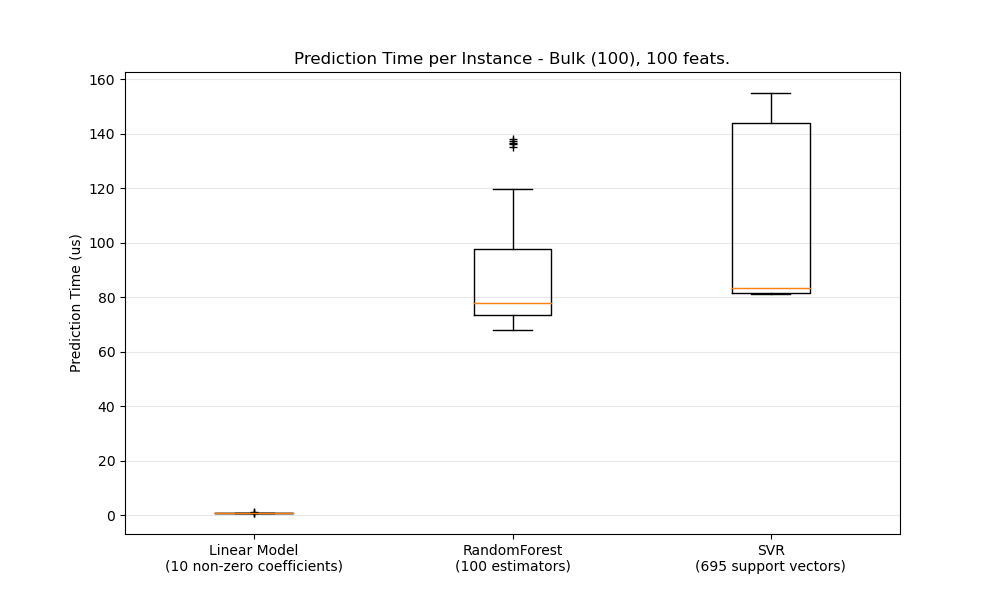 Prediction Time per Instance - Bulk (100), 100 feats.
160
140
120
100
80
60
40
20
0
Prediction Time (us)
Linear Model
(10 non-zero coefficients)
RandomForest
(100 estimators)
SVR
(695 support vectors)